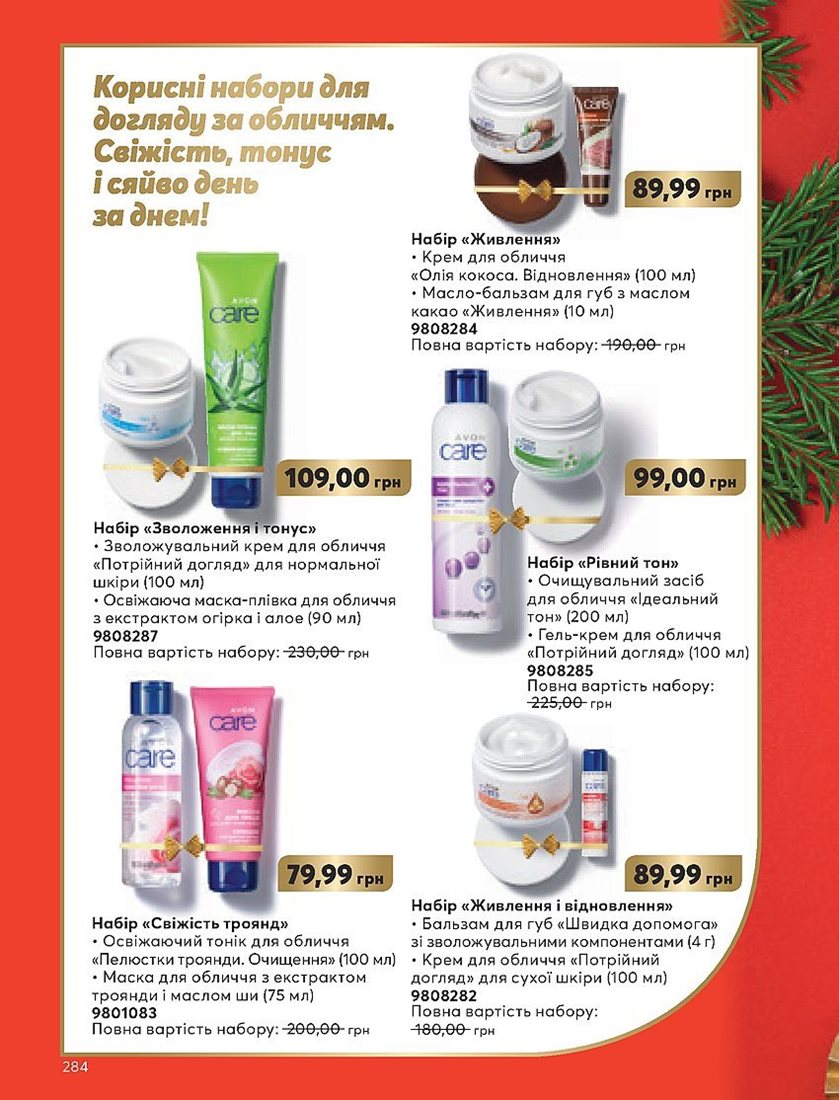 Корисні набори для
догляду за обличчям.
Свіжість, тонус
і сяйво день
за днем!
care
89,99 грн
Набір «Живлення»
• Крем для обличчя
«Олія кокоса. Відновлення» (100 мл)
• Масло-бальзам для губ з маслом
какао «Живлення» (10 мл)
9808284
Повна вартість набору: 190,00 грн
AVON
care
109,00 грн
Набір «Зволоження і тонус»
• Зволожувальний крем для обличчя
«Потрійний догляд» для нормальної
шкіри (100 мл)
• Освіжаюча маска-плівка для обличчя
з екстрактом огірка і алое (90 мл)
9808287
Повна вартість набору: 230,00 грн
AVON
care
99,00 грн
Набір «Рівний тон»
• Очищувальний засіб
для обличчя «Ідеальний
тон» (200 мл)
• Гель-крем для обличчя
«Потрійний догляд» (100 мл)
9808285
Повна вартість набору:
225,00 грн
AVON
care
AVON
care
79,99 грн
Набір «Свіжість троянд»
• Освіжаючий тонік для обличчя
«Пелюстки троянди. Очищення» (100 мл)
• Маска для обличчя з екстрактом
троянди і маслом ши (75 мл)
9801083
Повна вартість набору: 200,00 грн
89,99 грн
Набір «Живлення і відновлення»
• Бальзам для губ «Швидка допомога»
зі зволожувальними компонентами (4 г)
• Крем для обличчя «Потрійний
догляд» для сухої шкіри (100 мл)
9808282
Повна вартість набору:
180,00 грн
284